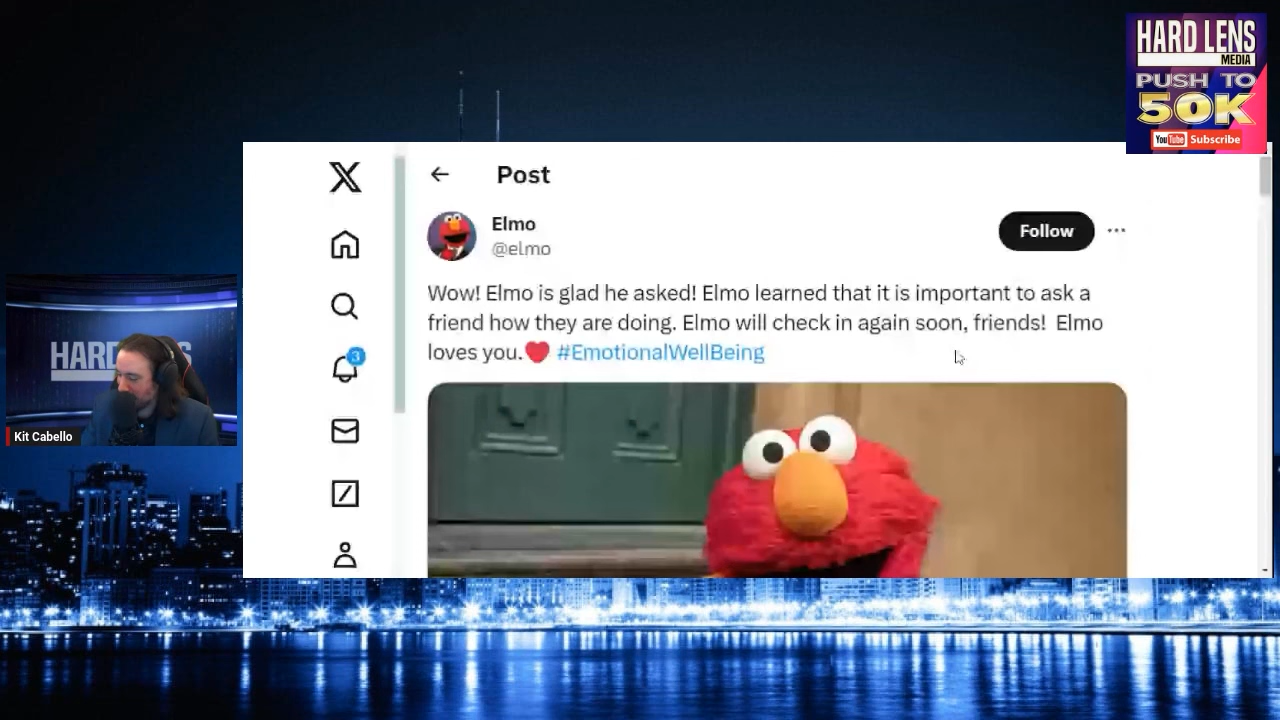 HARD LENS
MEDIA
PUSH TO
50K
YouTube Subscribe
Post
Elmo
@elmo
Follow
Wow! Elmo is glad he asked! Elmo learned that it is important to ask a
friend how they are doing. Elmo will check in again soon, friends!  Elmo
loves you.❤️ #EmotionalWellBeing
3
HARD S
Kit Cabello